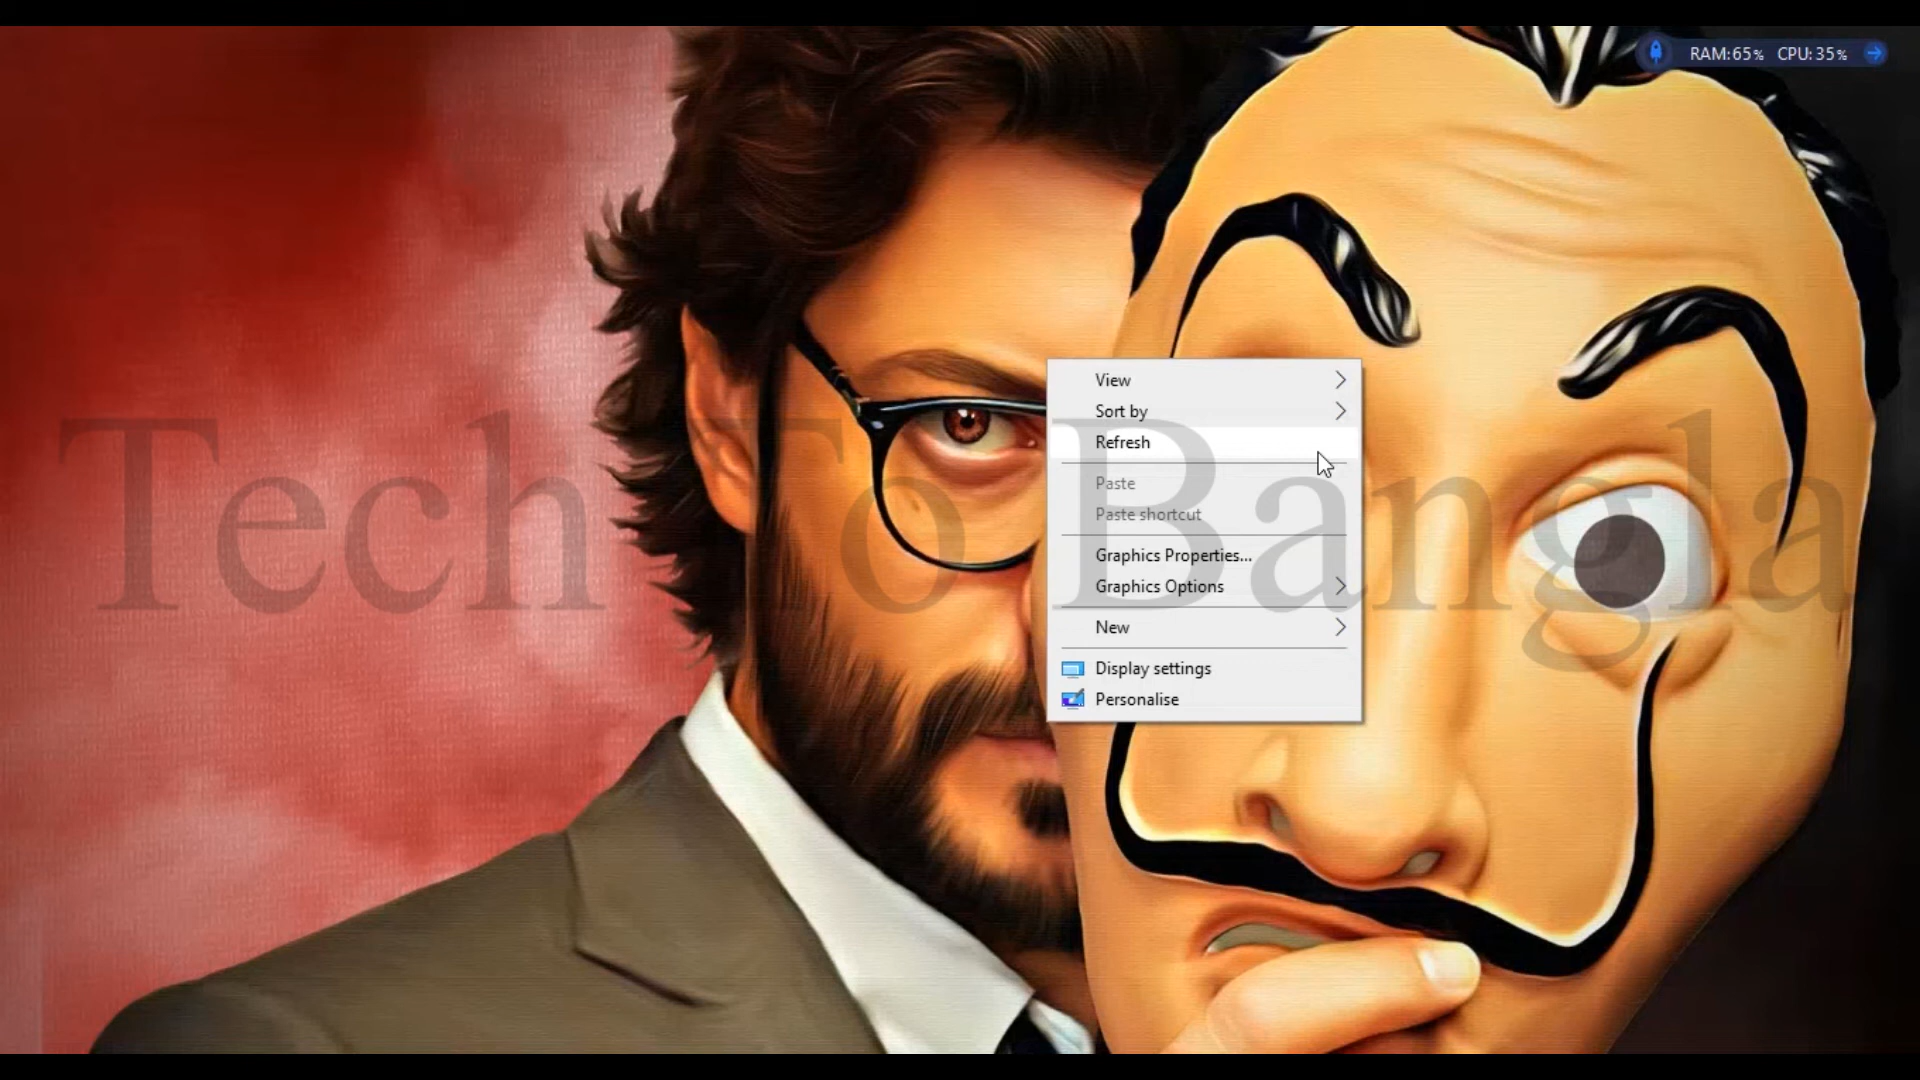 RAM:65% CPU:35%
View
Sort by
Refresh
Tech To Bangla
Paste
Paste shortcut
Graphics Properties...
Graphics Options
New
Display settings
Personalise